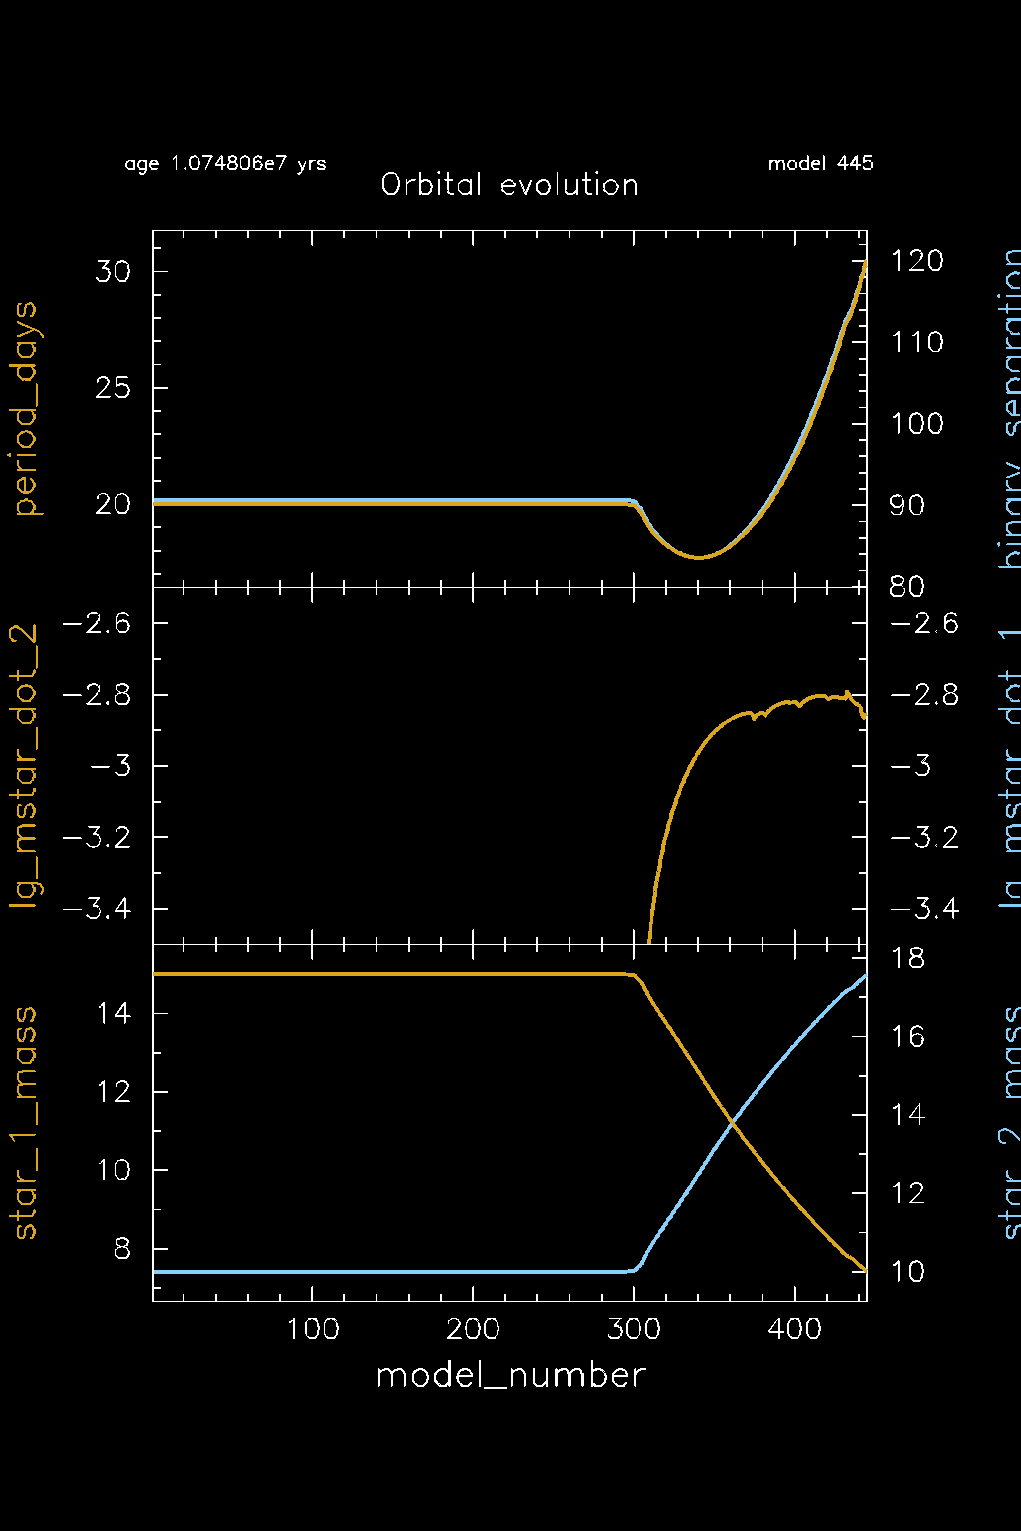 age 1.074806e7 yrs
model 445
Orbital evolution
period_days
30
25
20
120
110
100
90
80
binary_separation
lg_mstar_dot_2
−2.6
−2.8
−3
−3.2
−3.4
−2.6
−2.8
−3
−3.2
−3.4
lg_mstar_dot_1
star_1_mass
14
12
10
8
18
16
14
12
10
star_2_mass
100 200 300 400
model_number